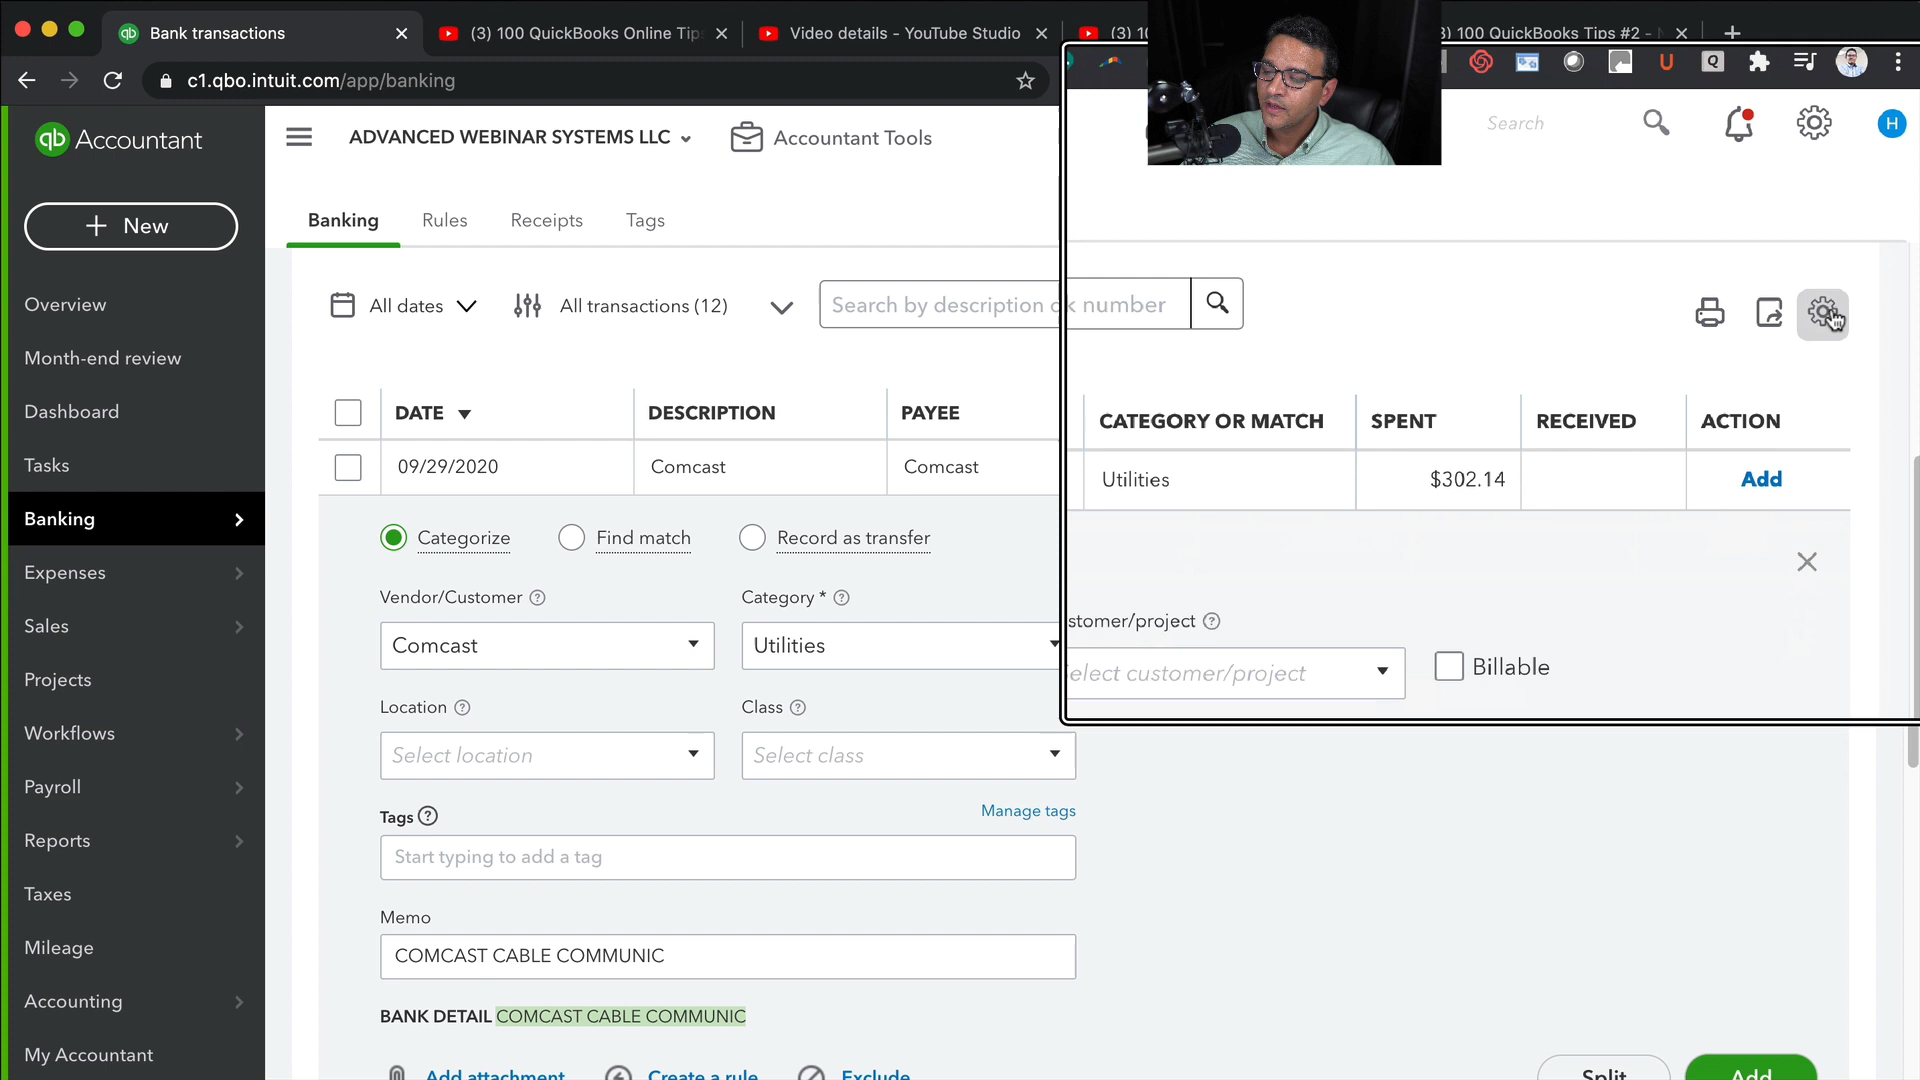 Bank transactions
(3) 100 QuickBooks Online Tips
Video details - YouTube Studio
(3) 10
) 100 QuickBooks Tips #2 -
c1.qbo.intuit.com/app/banking
qb Accountant
ADVANCED WEBINAR SYSTEMS LLC
Accountant Tools
Search
H
+ New
Banking
Rules
Receipts
Tags
Overview
Month-end review
Dashboard
Tasks
Banking
Expenses
Sales
Projects
Workflows
Payroll
Reports
Taxes
Mileage
Accounting
My Accountant
All dates
All transactions (12)
Search by description ck number
DATE
DESCRIPTION
PAYEE
CATEGORY OR MATCH
SPENT
RECEIVED
ACTION
09/29/2020
Comcast
Comcast
Utilities
$302.14
Add
Categorize
Find match
Record as transfer
Vendor/Customer
Category *
stomer/project
Comcast
Utilities
elect customer/project
Billable
Location
Class
Select location
Select class
Tags
Manage tags
Start typing to add a tag
Memo
COMCAST CABLE COMMUNIC
BANK DETAIL COMCAST CABLE COMMUNIC
Add attachment
Create a rule
Exclude
Split
Add